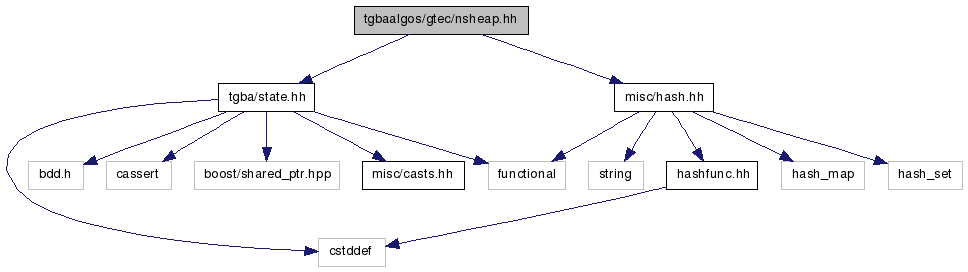 tgbaalgos/gtec/nsheap.hh
tgba/state.hh
misc/hash.hh
bdd.h
cassert
boost/shared_ptr.hpp
misc/casts.hh
functional
string
hashfunc.hh
hash_map
hash_set
cstddef